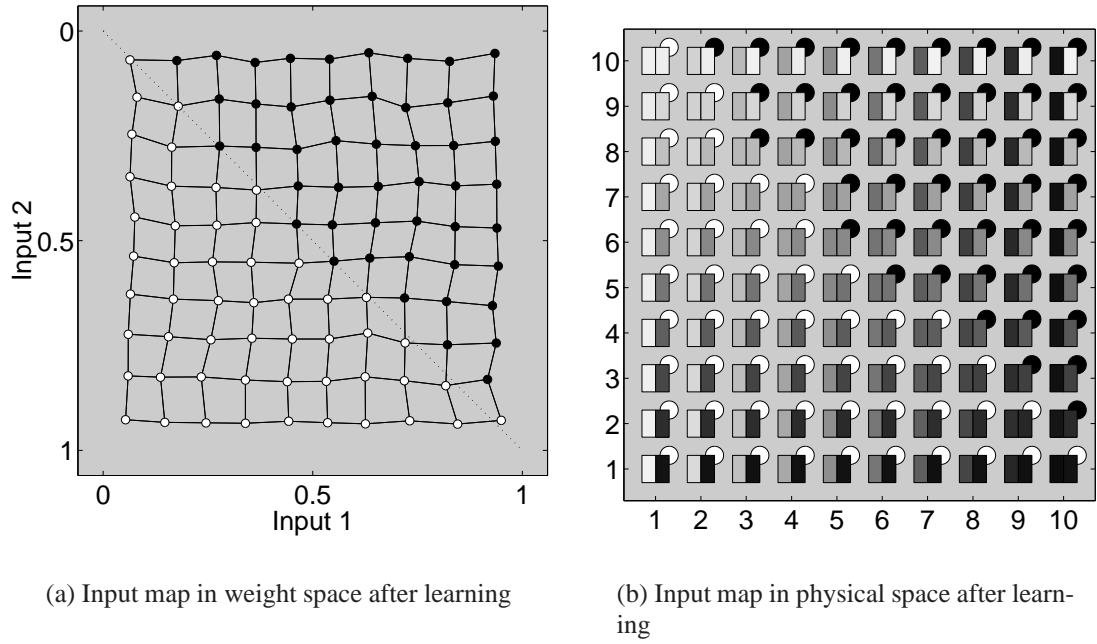 0
0.5
1
Input 2
0 0.5 1
Input 1
10
9
8
7
6
5
4
3
2
1
1 2 3 4 5 6 7 8 9 10
(a) Input map in weight space after learning
(b) Input map in physical space after learn-
ing